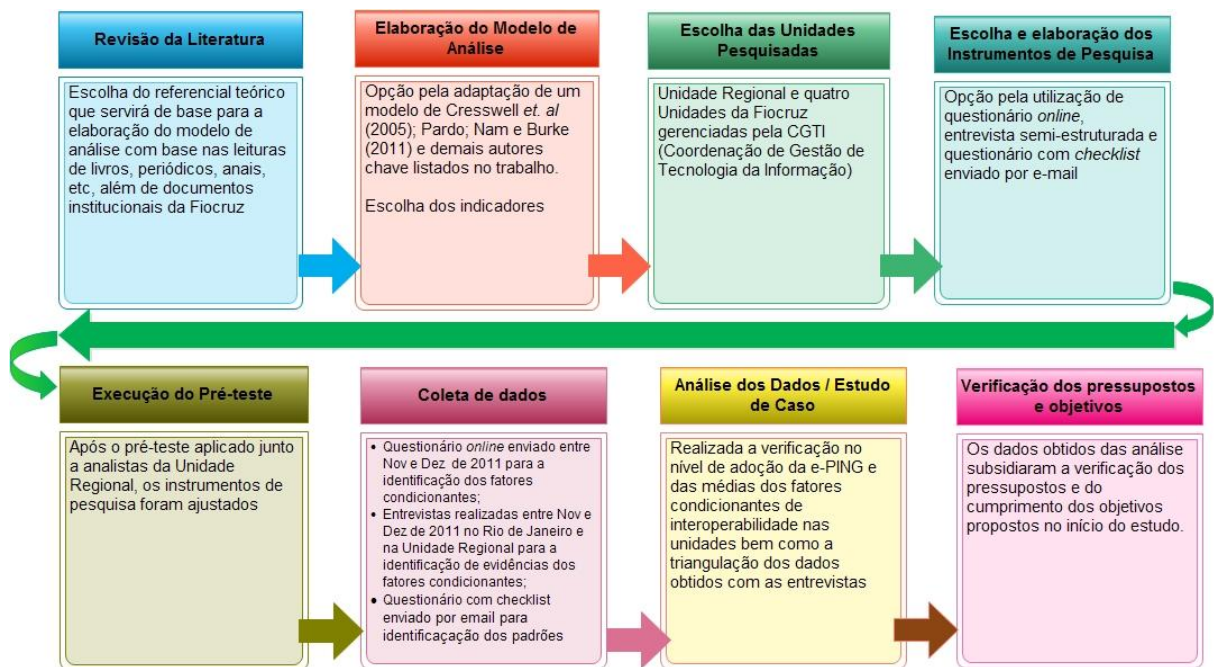 Revisão da Literatura
Escolha do referencial teórico
que servirá de base para a
elaboração do modelo de
análise com base nas leituras
de livros, periódicos, anais,
etc, além de documentos
institucionais da Fiocruz
Elaboração do Modelo de
Análise
Opção pela adaptação de um
modelo de Cresswell et. al
(2005); Pardo; Nam e Burke
(2011) e demais autores
chave listados no trabalho.
Escolha dos indicadores
Escolha das Unidades
Pesquisadas
Unidade Regional e quatro
Unidades da Fiocruz
gerenciadas pela CGTI
(Coordenação de Gestão de
Tecnologia da Informação)
Escolha e elaboração dos
Instrumentos de Pesquisa
Opção pela utilização de
questionário online,
entrevista semi-estruturada e
questionário com checklist
enviado por e-mail
Execução do Pré-teste
Após o pré-teste aplicado junto
a analistas da Unidade
Regional, os instrumentos de
pesquisa foram ajustados
Coleta de dados
• Questionário online enviado entre
Nov e Dez. de 2011 para a
identificação dos fatores
condicionantes;
• Entrevistas realizadas entre Nov e
Dez de 2011 no Rio de Janeiro e
na Unidade Regional para a
identificação de evidências dos
fatores condicionantes;
• Questionário com checklist
enviado por email para
identificaçação dos padrões
Análise dos Dados / Estudo
de Caso
Realizada a verificação no
nível de adoção da e-PING e
das médias dos fatores
condicionantes de
interoperabilidade nas
unidades bem como a
triangulação dos dados
obtidos com as entrevistas
Verificação dos pressupostos
e objetivos
Os dados obtidos das análise
subsidiaram a verificação dos
pressupostos e do
cumprimento dos objetivos
propostos no início do estudo.